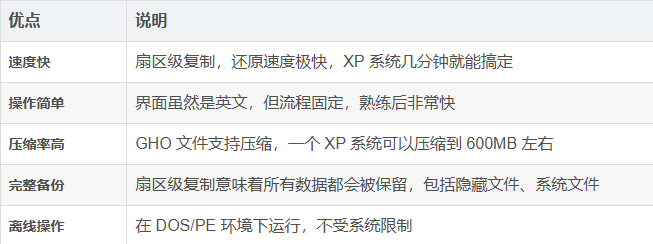 优点 说明
速度快 扇区级复制，还原速度极快，XP 系统几分钟就能搞定
操作简单 界面虽然是英文，但流程固定，熟练后非常快
压缩率高 GHO 文件支持压缩，一个 XP 系统可以压缩到 600MB 左右
完整备份 扇区级复制意味着所有数据都会被保留，包括隐藏文件、系统文件
离线操作 在 DOS/PE 环境下运行，不受系统限制